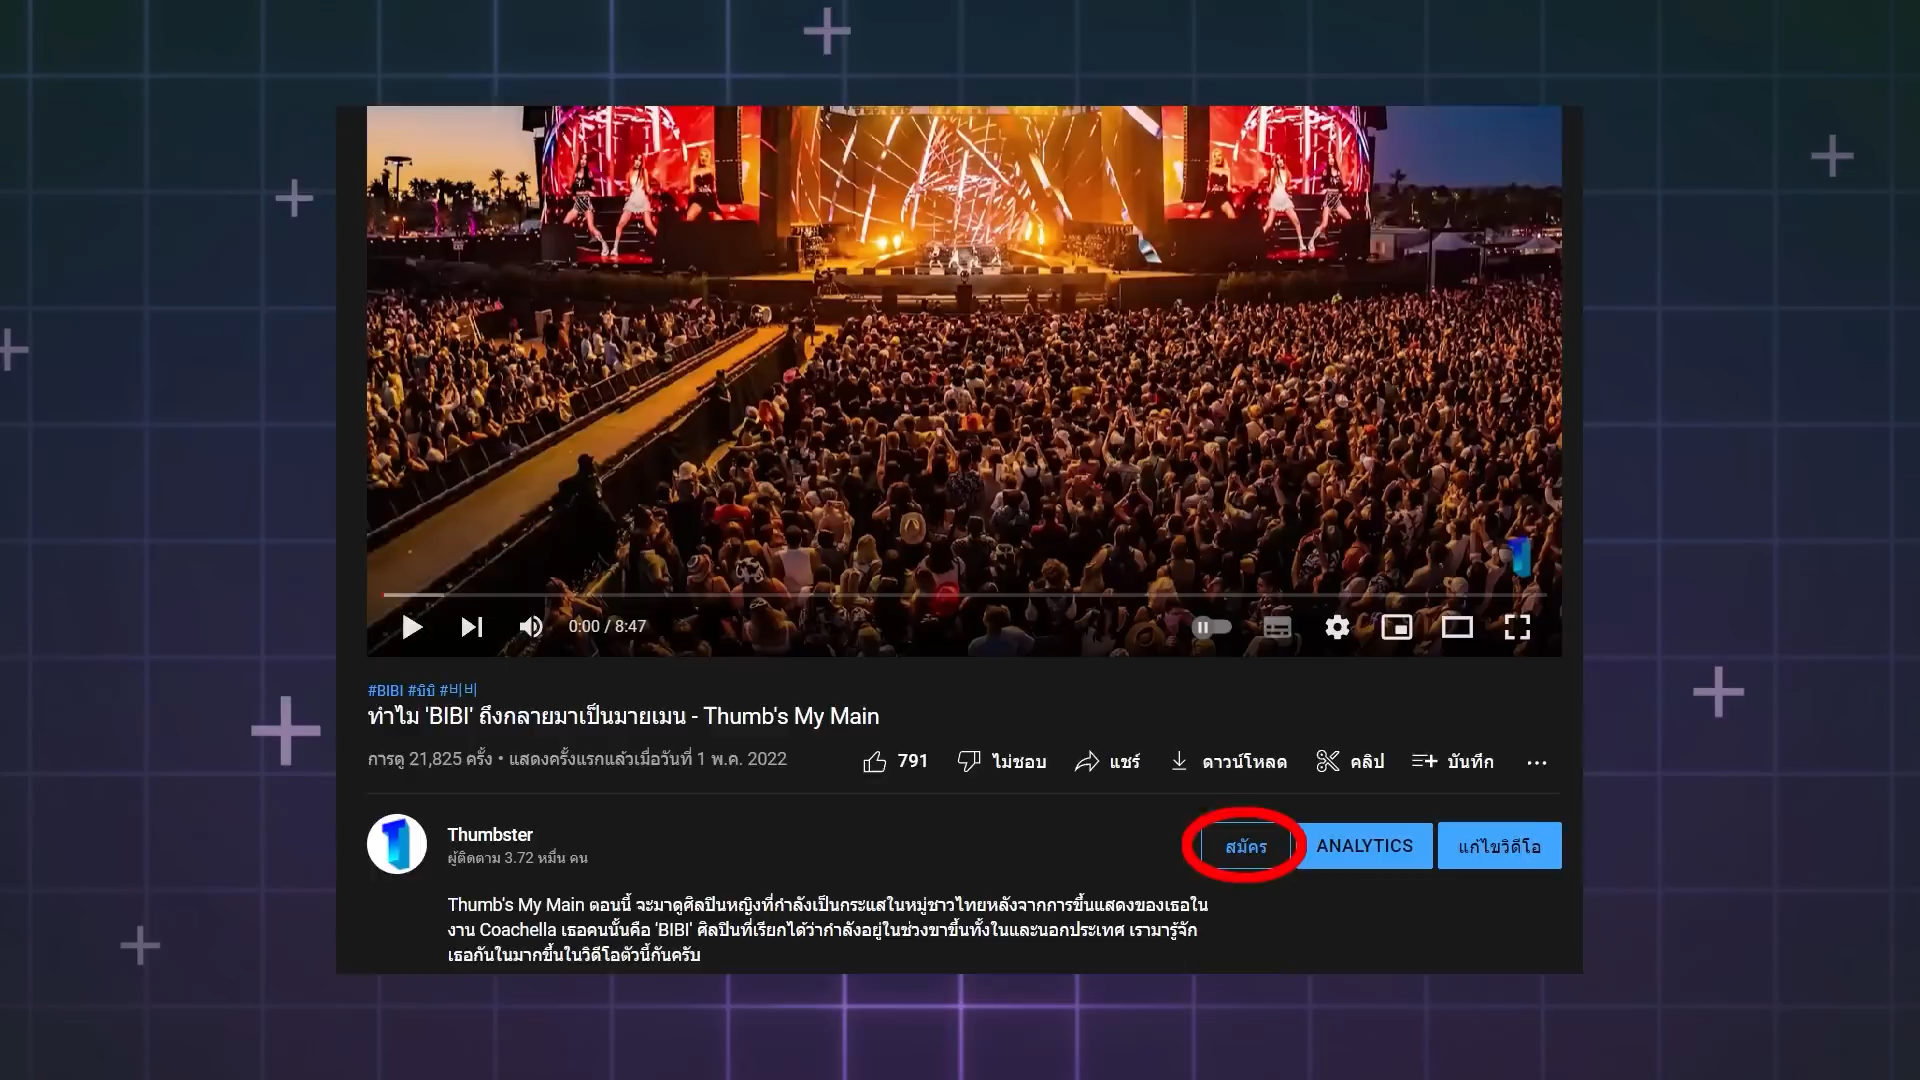 0:00 / 8:47
#BIBI #บิบิ #비비
ทำไม 'BIBI' ถึงกลายมาเป็นมายเมน - Thumb's My Main
การดู 21,825 ครั้ง • แสดงครั้งแรกแล้วเมื่อวันที่ 1 พ.ค. 2022
791 ไม่ชอบ แชร์ ดาวน์โหลด คลิป บันทึก
Thumbster
ผู้ติดตาม 3.72 หมื่น คน
สมัคร ANALYTICS แก้ไขวิดีโอ
Thumb's My Main ตอนนี้ จะมาดูศิลปินหญิงที่กำลังเป็นกระแสในหมู่ชาวไทยหลังจากการขึ้นแสดงของเธอใน
งาน Coachella เธอคนนั้นคือ 'BIBI' ศิลปินที่เรียกได้ว่ากำลังอยู่ในช่วงขาขึ้นทั้งในและนอกประเทศ เรามารู้จัก
เธอกันในมากขึ้นในวิดีโอตัวนี้กันครับ